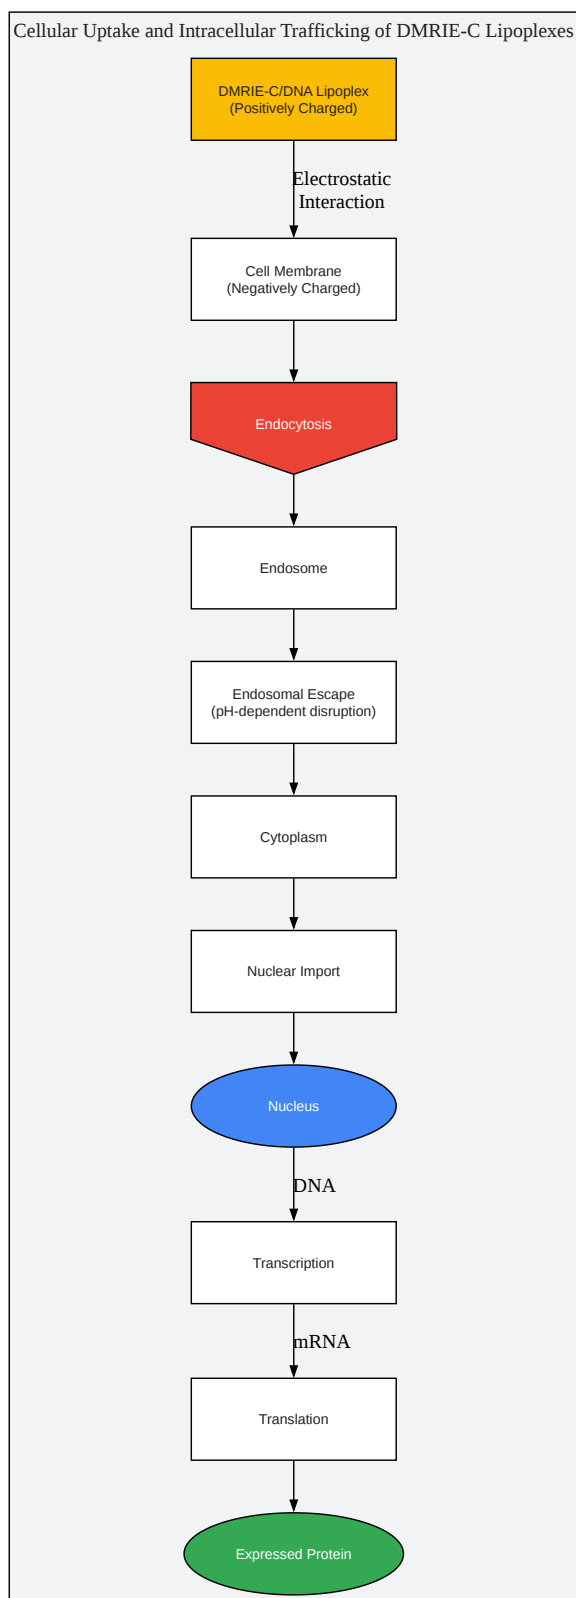 Cellular Uptake and Intracellular Trafficking of DMRIE-C Lipoplexes
DMRIE-C/DNA Lipoplex
(Positively Charged)
Electrostatic
Interaction
Cell Membrane
(Negatively Charged)
Endocytosis
Endosome
Endosomal Escape
(pH-dependent disruption)
Cytoplasm
Nuclear Import
Nucleus
DNA
Transcription
mRNA
Translation
Expressed Protein